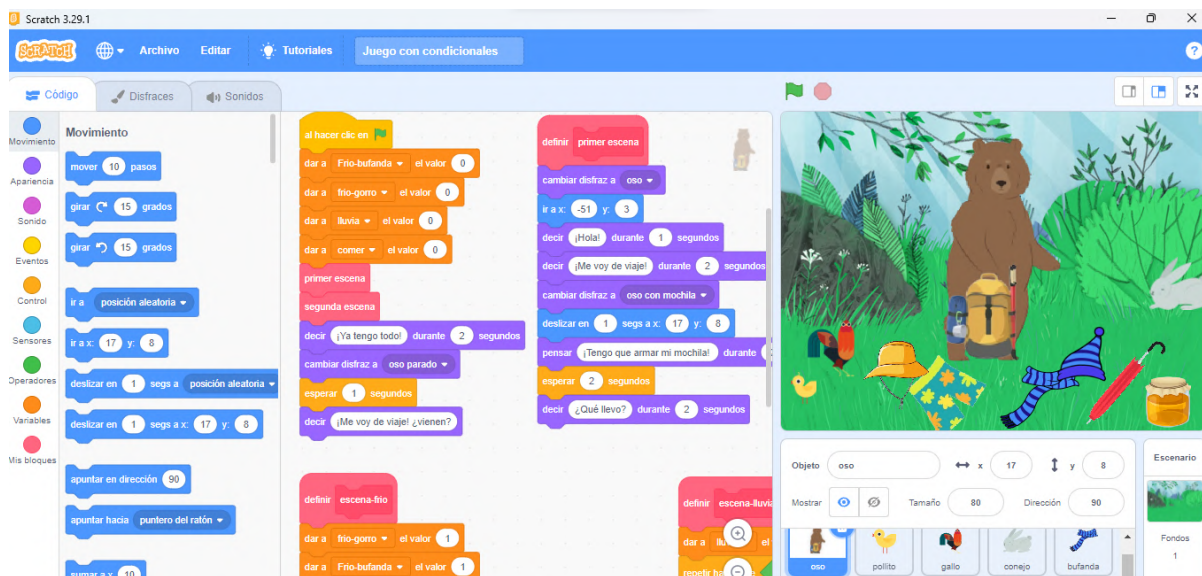 Scratch 3.29.1
SCRATCH
Archivo
Editar
Tutoriales
Juego con condicionales
?
Código
Disfraces
Sonidos
Movimiento
Apariencia
Sonido
Eventos
Control
Sensores
Operadores
Variables
Mis bloques
Movimiento
mover 10 pasos
girar 15 grados
girar 15 grados
ir a posición aleatoria
ir a x: 17 y: 8
deslizar en 1 segs a posición aleatoria
deslizar en 1 segs a x: 17 y: 8
apuntar en dirección 90
apuntar hacia puntero del ratón
sumar a x 10
al hacer clic en
dar a Frio-bufanda el valor 0
dar a frio-gorro el valor 0
dar a lluvia el valor 0
dar a comer el valor 0
primer escena
segunda escena
decir ¡Ya tengo todo! durante 2 segundos
cambiar disfraz a oso parado
esperar 1 segundos
decir ¡Me voy de viaje! ¿vienen?
definir escena-frio
dar a frio-gorro el valor 1
dar a Frio-bufanda el valor 1
definir primer escena
cambiar disfraz a oso
ir a x: -51 y: 3
decir ¡Hola! durante 1 segundos
decir ¡Me voy de viaje! durante 2 segundos
cambiar disfraz a oso con mochila
deslizar en 1 segs a x: 17 y: 8
pensar ¡Tengo que armar mi mochila! durante
esperar 2 segundos
decir ¿Qué llevo? durante 2 segundos
definir escena-lluvia
dar a el
repetir
Objeto oso x 17 y 8
Mostrar Tamaño 80 Dirección 90
oso
pollito
gallo
conejo
bufanda
Escenario
Fondos
1